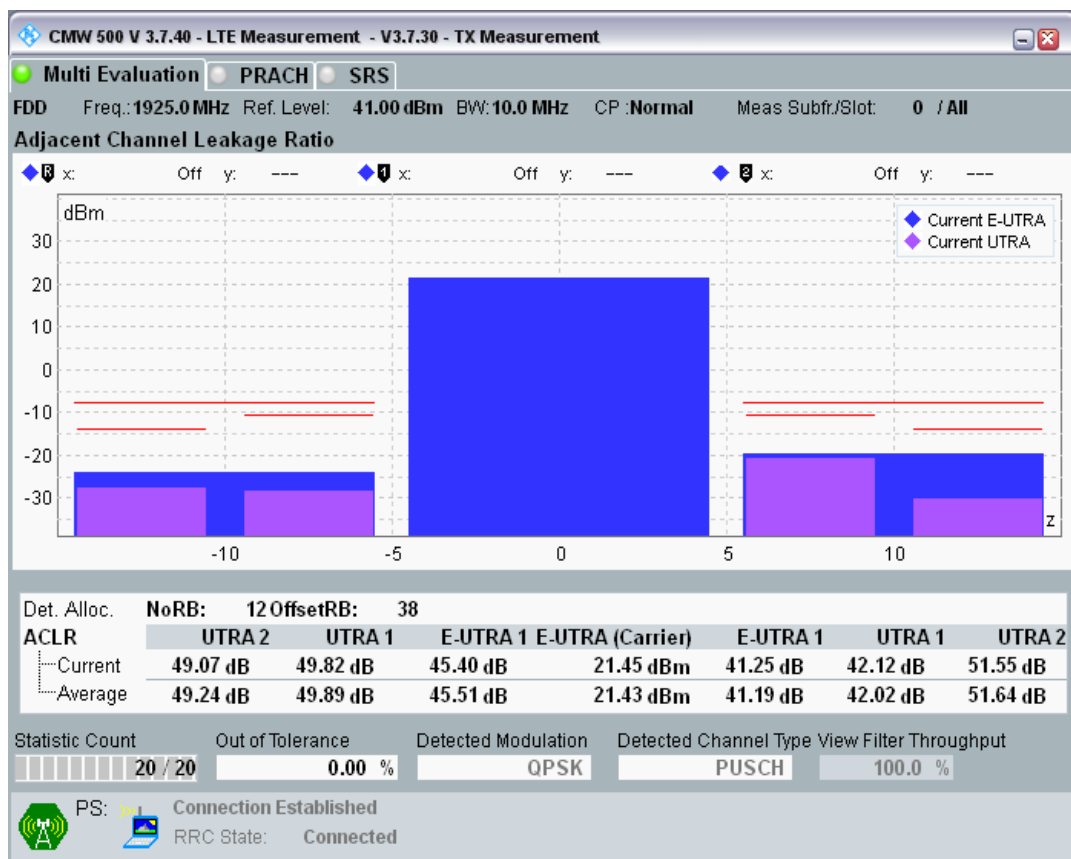 CMW 500 V 3.7.40 - LTE Measurement - V3.7.30 - TX Measurement
Multi Evaluation PRACH SRS
FDD Freq.: 1925.0 MHz Ref. Level: 41.00 dBm BW: 10.0 MHz CP :Normal Meas Subfr./Slot: 0 / All
Adjacent Channel Leakage Ratio
R x: Off y: --- 1 x: Off y: --- 2 x: Off y: ---
dBm
Current E-UTRA
Current UTRA
30
20
10
0
-10
-20
-30
z
-10 -5 0 5 10
Det. Alloc. NoRB: 12 OffsetRB: 38
ACLR UTRA 2 UTRA 1 E-UTRA 1 E-UTRA (Carrier) E-UTRA 1 UTRA 1 UTRA 2
Current 49.07 dB 49.82 dB 45.40 dB 21.45 dBm 41.25 dB 42.12 dB 51.55 dB
Average 49.24 dB 49.89 dB 45.51 dB 21.43 dBm 41.19 dB 42.02 dB 51.64 dB
Statistic Count Out of Tolerance Detected Modulation Detected Channel Type View Filter Throughput
20 / 20 0.00 % QPSK PUSCH 100.0 %
PS: Connection Established
RRC State: Connected